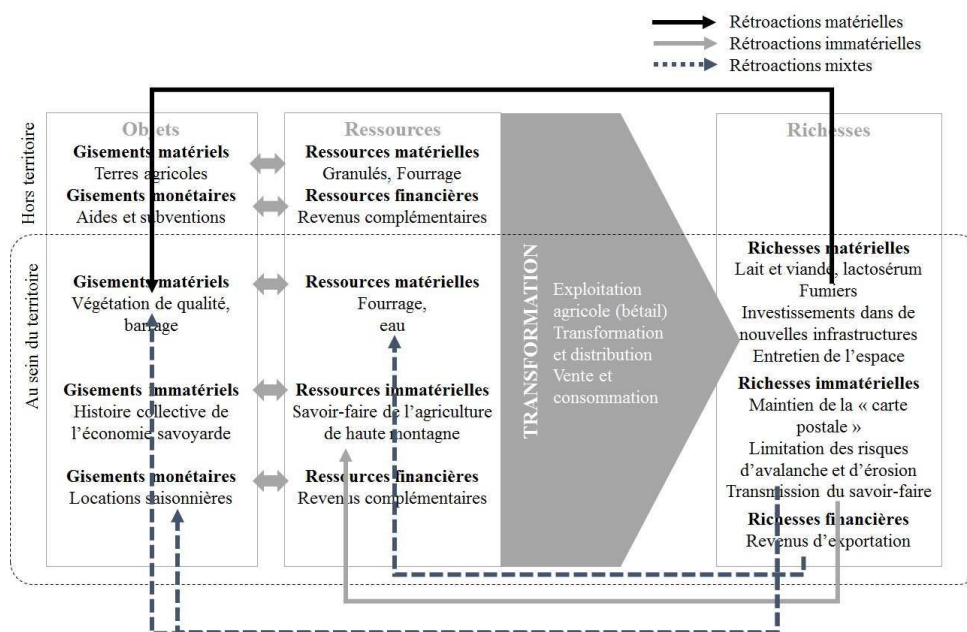 Rétroactions matérielles
Rétroactions immatérielles
Rétroactions mixtes
Hors territoire
Objets
Gisements matériels
Terres agricoles
Gisements monétaires
Aides et subventions
Ressources
Ressources matérielles
Granulés, Fourrage
Ressources financières
Revenus complémentaires
Richesses
Au sein du territoire
Gisements matériels
Végétation de qualité,
barrage
Gisements immatériels
Histoire collective de
l’économie savoyarde
Gisements monétaires
Locations saisonnières
Ressources matérielles
Fourrage,
eau
Ressources immatérielles
Savoir-faire de l’agriculture
de haute montagne
Ressources financières
Revenus complémentaires
TRANSFORMATION
Exploitation
agricole (bétail)
Transformation
et distribution
Vente et
consommation
Richesses matérielles
Lait et viande, lactosérum
Fumiers
Investissements dans de
nouvelles infrastructures
Entretien de l’espace
Richesses immatérielles
Maintien de la « carte
postale »
Limitation des risques
d’avalanche et d’érosion
Transmission du savoir-faire
Richesses financières
Revenus d’exportation